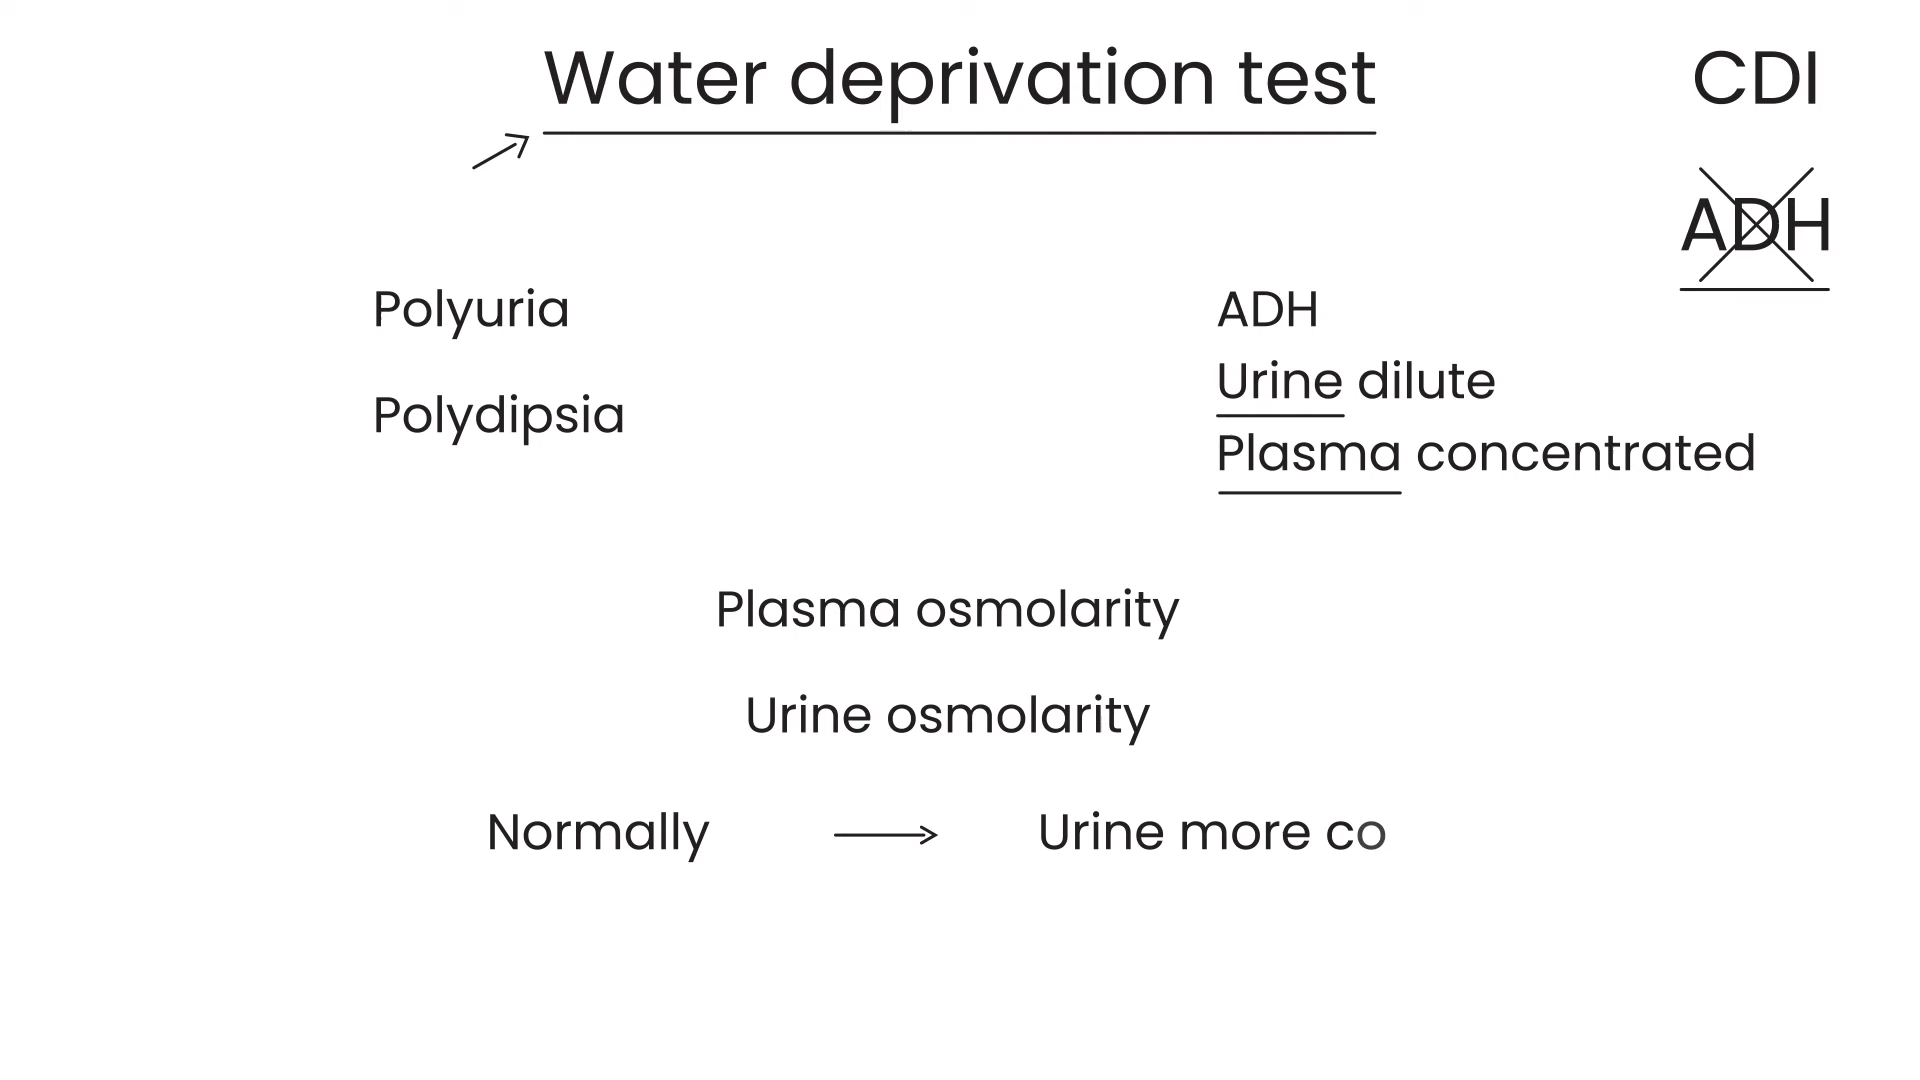 Water deprivation test
CDI
ADH
Polyuria
Polydipsia
ADH
Urine dilute
Plasma concentrated
Plasma osmolarity
Urine osmolarity
Normally
Urine more co